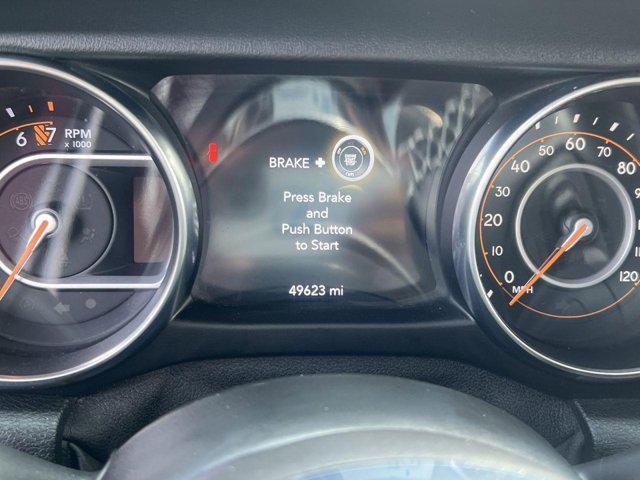 6 7 RPM
x 1000
BRAKE +
Press Brake
and
Push Button
to Start
49623 mi
0 20 40 60 80
30 50 70
120
MPH